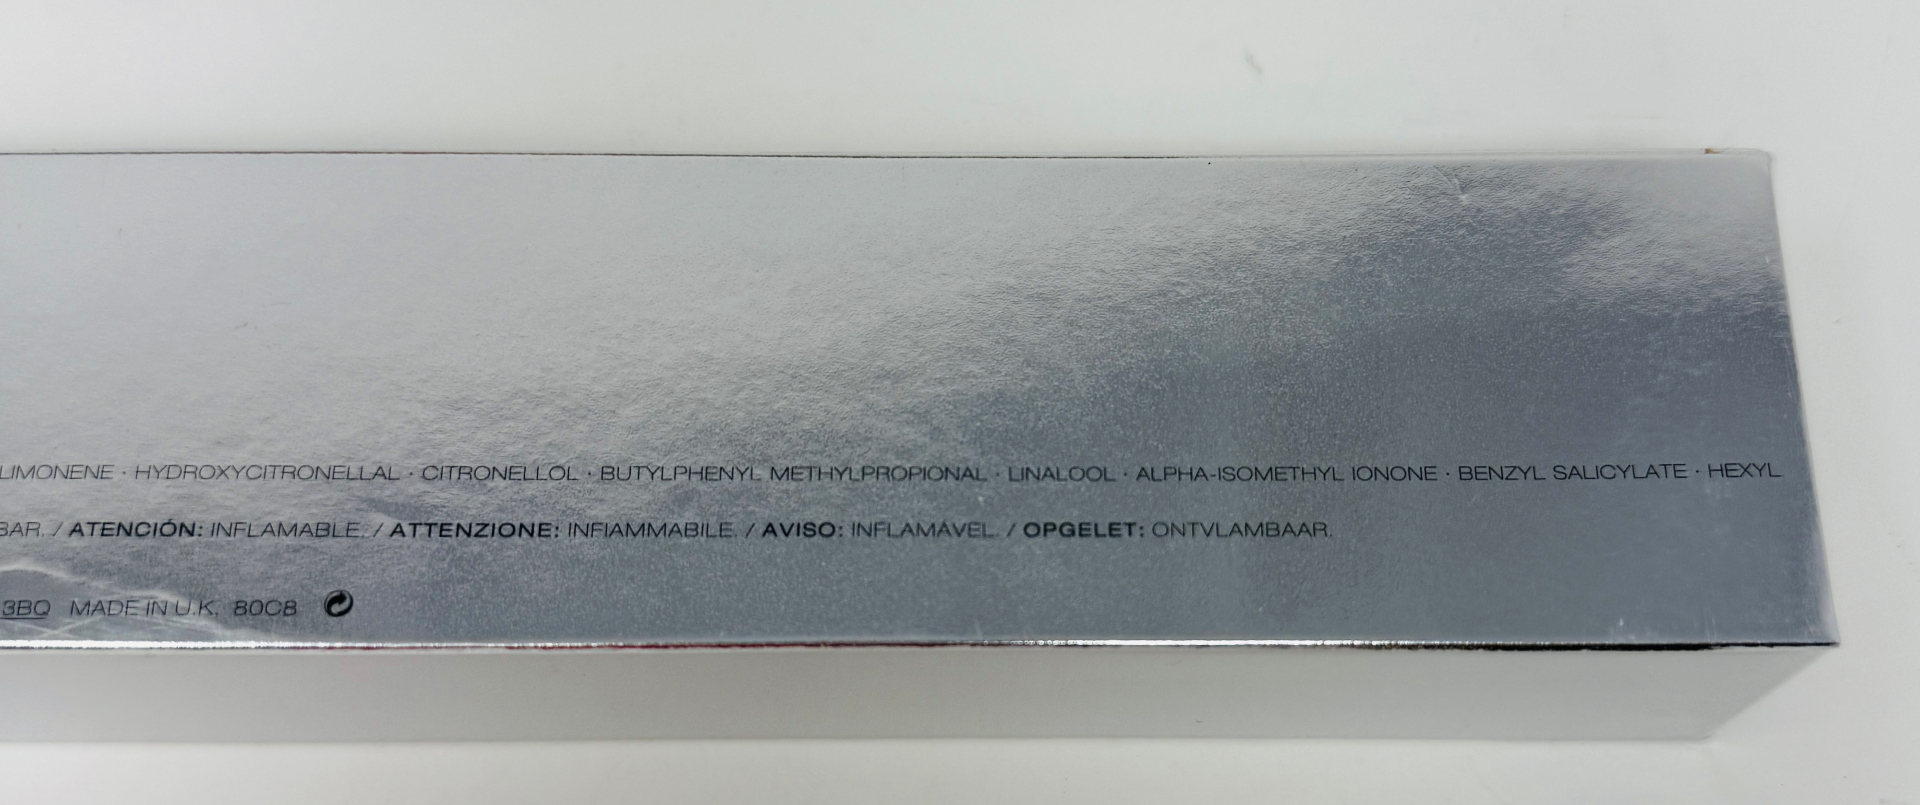 LIMONENE · HYDROXYCITRONELLAL · CITRONELLOL · BUTYLPHENYL METHYLPROPIONAL · LINALOOL · ALPHA-ISOMETHYL IONONE · BENZYL SALICYLATE · HEXYL
BAR. / ATENCIÓN: INFLAMABLE. / ATTENZIONE: INFIAMMABILE. / AVISO: INFLAMÁVEL. / OPGELET: ONTVLAMBAAR.
3BQ MADE IN U.K. 80C8